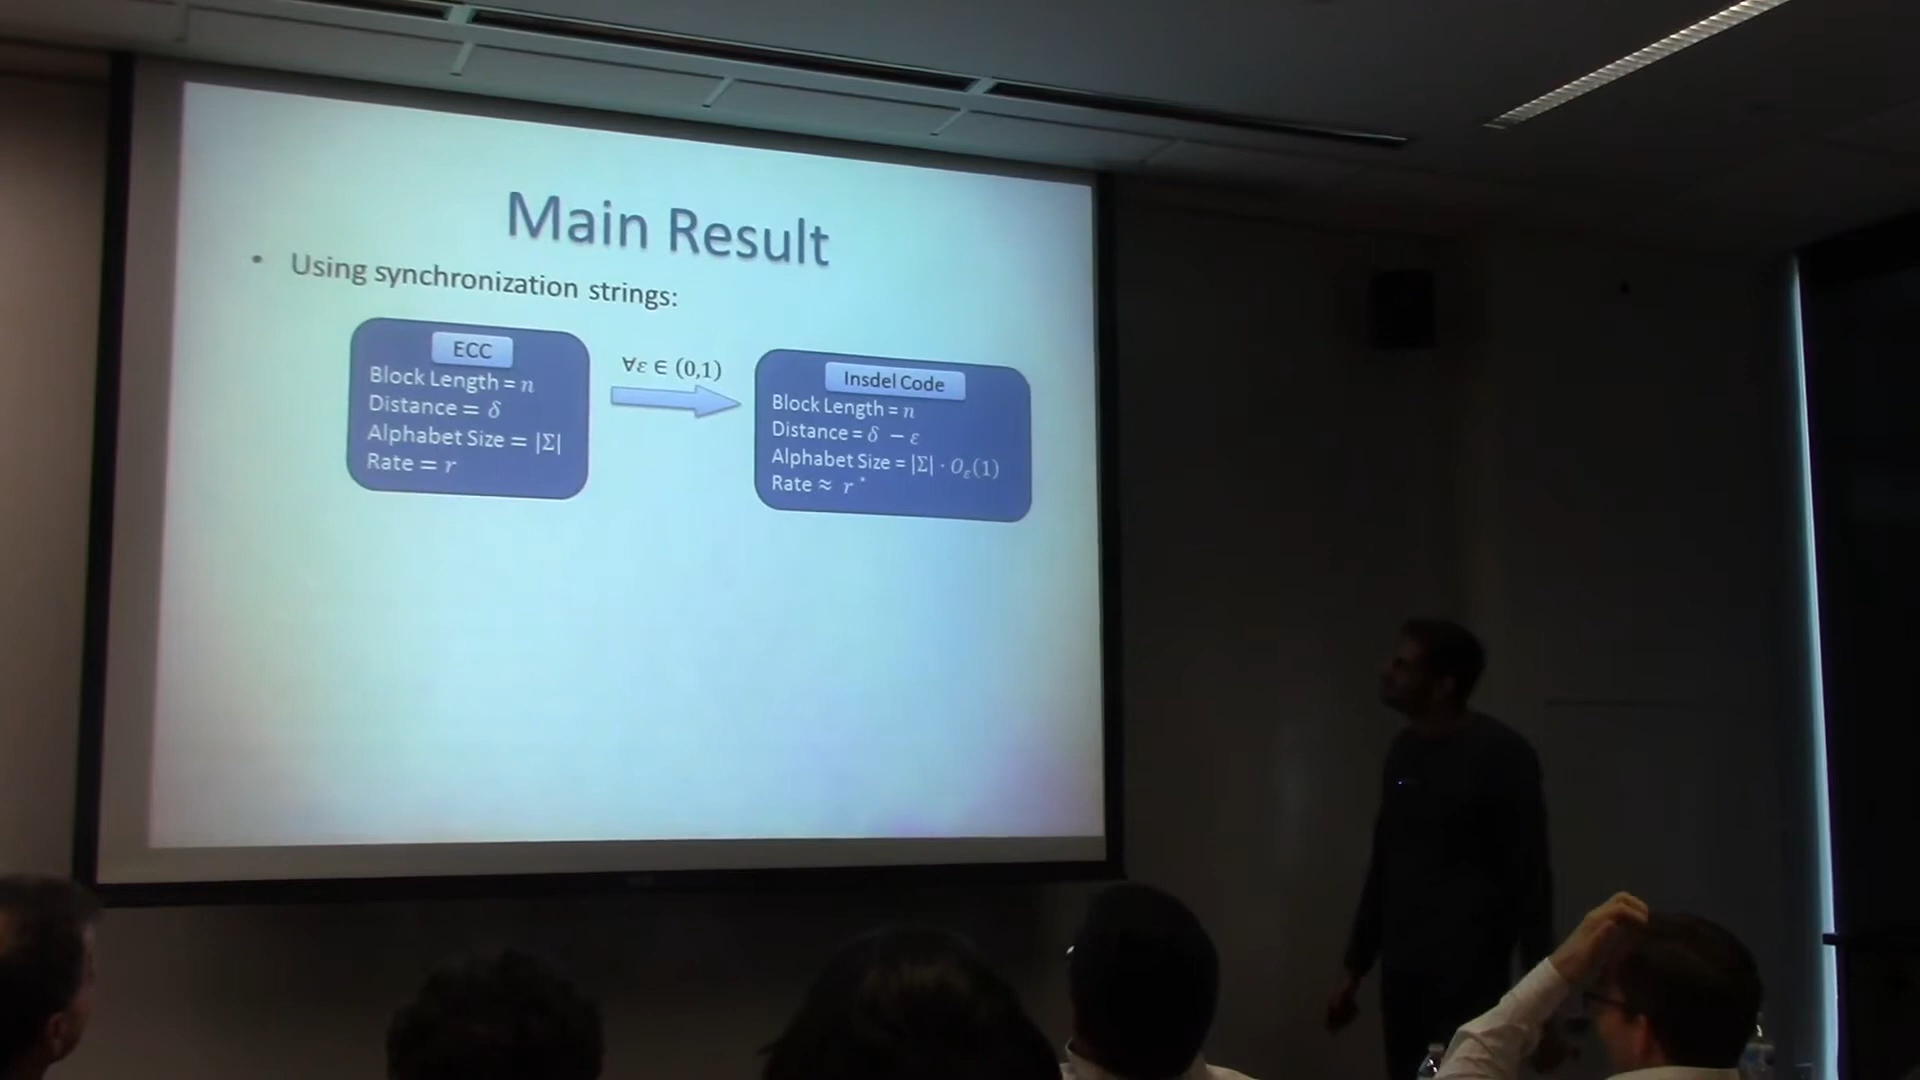 Main Result
• Using synchronization strings:
ECC
Block Length = n
Distance = δ
Alphabet Size = |Σ|
Rate = r
∀ε ∈ (0,1)
Insdel Code
Block Length = n
Distance = δ − ε
Alphabet Size = |Σ| · Oε(1)
Rate ≈ r *